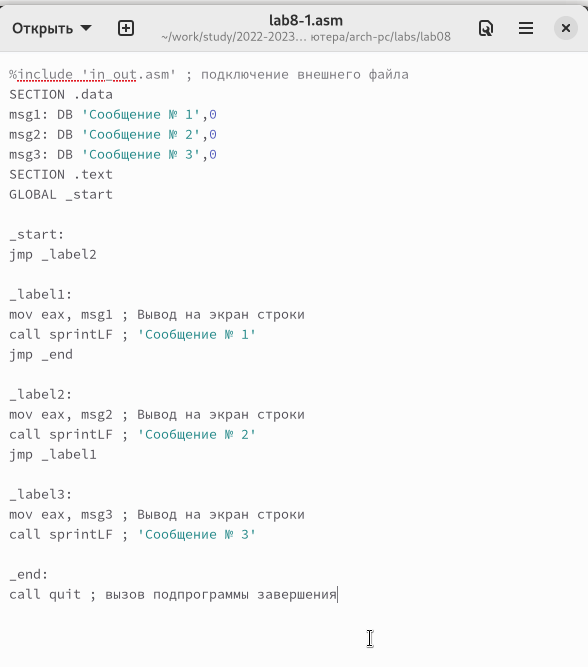 Открыть
lab8-1.asm
~/work/study/2022-2023… ютера/arch-pc/labs/lab08
%include 'in_out.asm' ; подключение внешнего файла
SECTION .data
msg1: DB 'Сообщение № 1',0
msg2: DB 'Сообщение № 2',0
msg3: DB 'Сообщение № 3',0
SECTION .text
GLOBAL _start
_start:
jmp _label2
_label1:
mov eax, msg1 ; Вывод на экран строки
call sprintLF ; 'Сообщение № 1'
jmp _end
_label2:
mov eax, msg2 ; Вывод на экран строки
call sprintLF ; 'Сообщение № 2'
jmp _label1
_label3:
mov eax, msg3 ; Вывод на экран строки
call sprintLF ; 'Сообщение № 3'
_end:
call quit ; вызов подпрограммы завершения